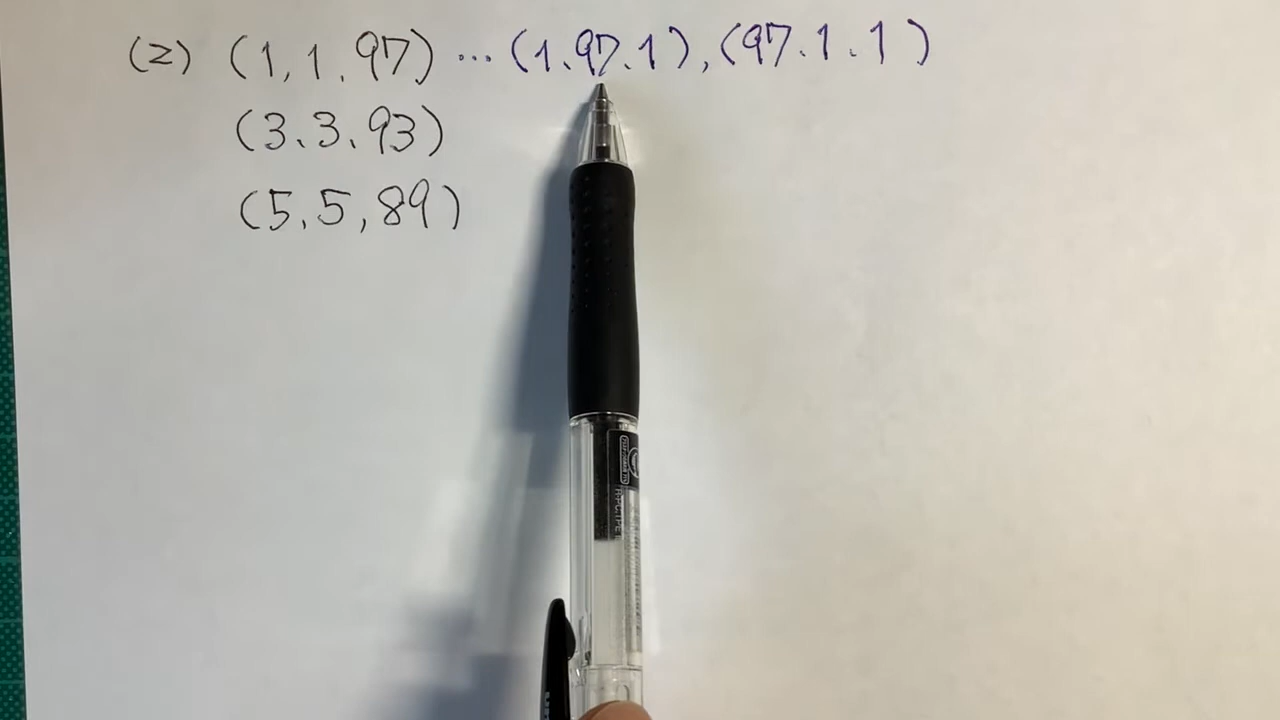 (2) (1, 1, 97) … (1, 97, 1), (97, 1, 1)
(3, 3, 93)
(5, 5, 89)